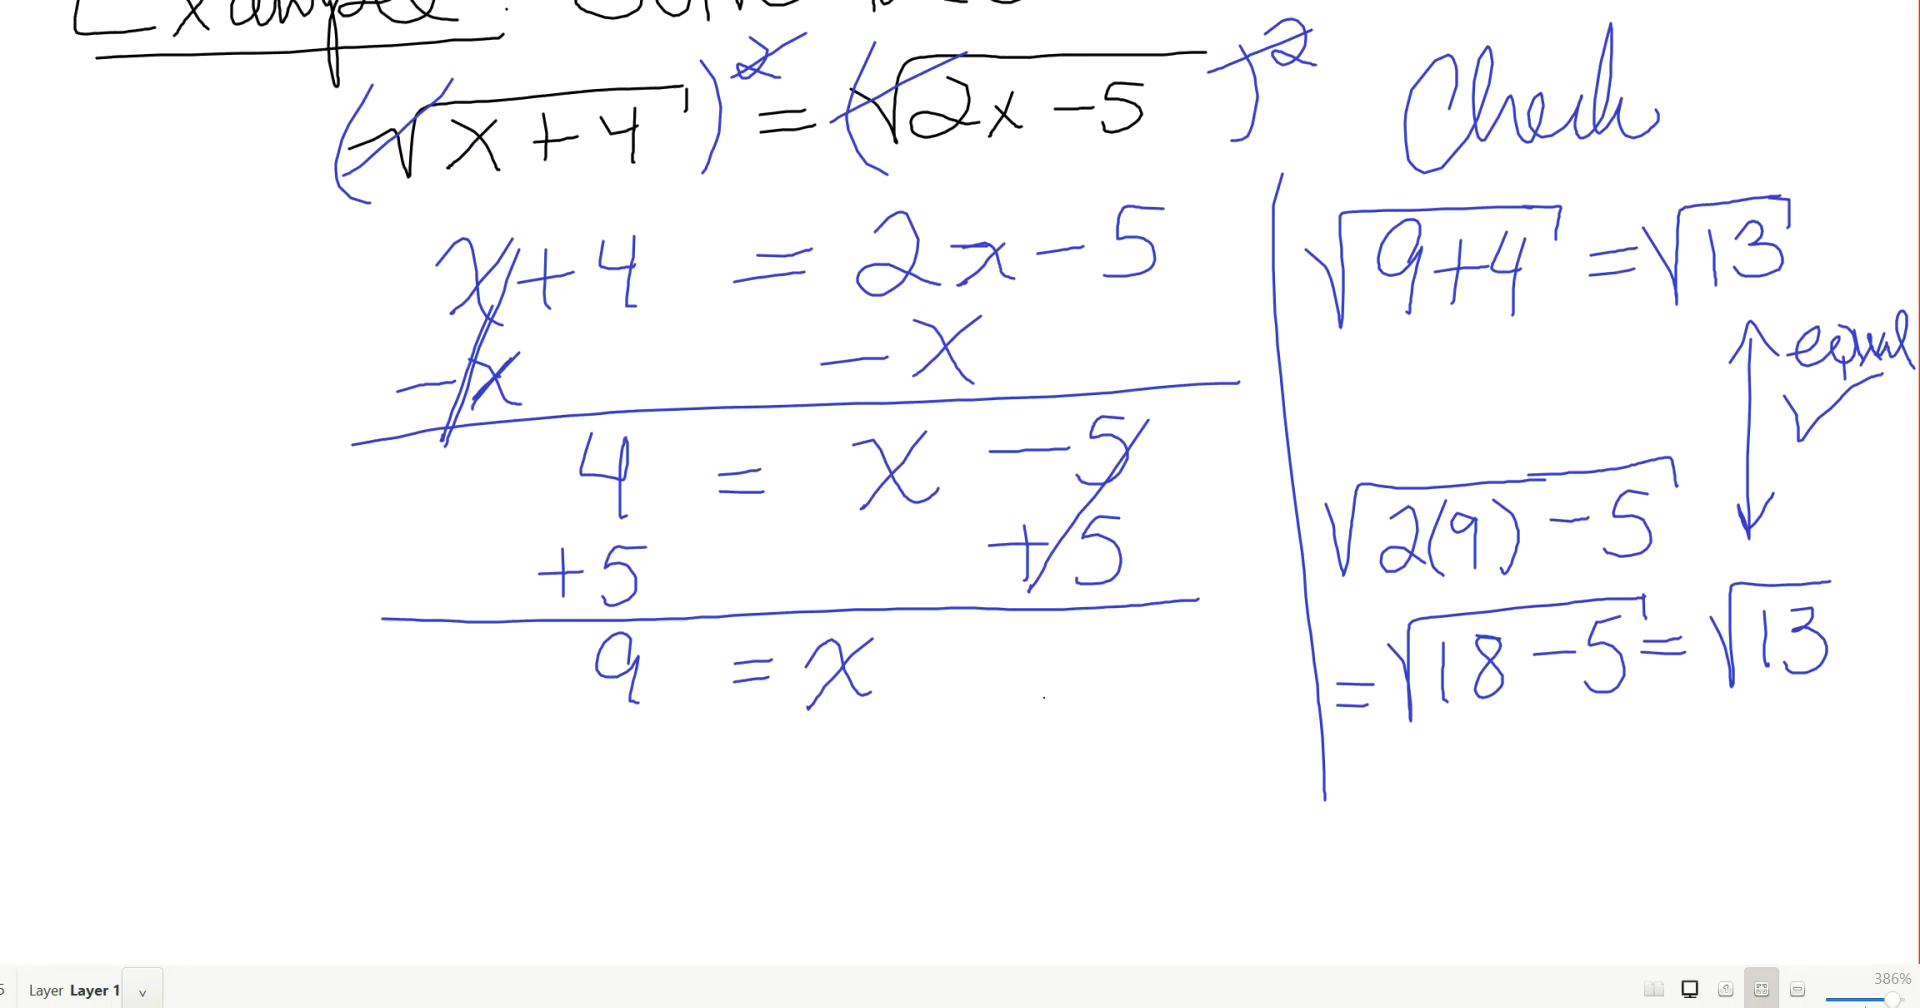 Example:
(√(x+4))² = (√(2x-5))²
x+4 = 2x-5
-x -x
4 = x -5
+5 +5
9 = x
Check
√(9+4) = √13
equal
✓
√(2(9)-5)
= √(18-5) = √13
Layer Layer 1
386%